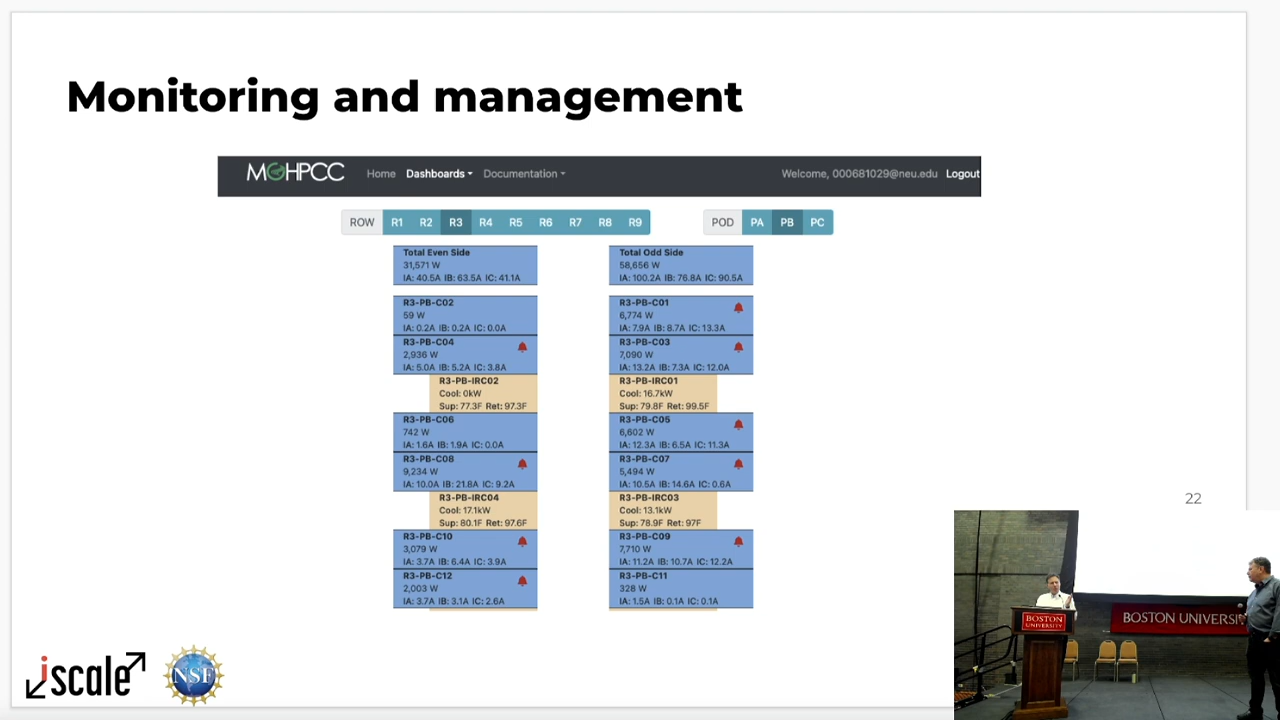 Monitoring and management
MGHPCC Home Dashboards Documentation Welcome, 000681029@neu.edu Logout
ROW R1 R2 R3 R4 R5 R6 R7 R8 R9 POD PA PB PC
Total Even Side
31,571 W
IA: 40.5A IB: 63.5A IC: 41.1A
R3-PB-C02
59 W
IA: 0.2A IB: 0.2A IC: 0.0A
R3-PB-C04
2,936 W
IA: 5.0A IB: 5.2A IC: 3.8A
R3-PB-IRC02
Cool: 0kW
Sup: 77.3F Ret: 97.3F
R3-PB-C06
742 W
IA: 1.6A IB: 1.9A IC: 0.0A
R3-PB-C08
9,234 W
IA: 10.0A IB: 21.8A IC: 9.2A
R3-PB-IRC04
Cool: 17.1kW
Sup: 80.1F Ret: 97.6F
R3-PB-C10
3,079 W
IA: 3.7A IB: 6.4A IC: 3.9A
R3-PB-C12
2,003 W
IA: 3.7A IB: 3.1A IC: 2.6A
Total Odd Side
58,656 W
IA: 100.2A IB: 76.8A IC: 90.5A
R3-PB-C01
6,774 W
IA: 7.9A IB: 8.7A IC: 13.3A
R3-PB-C03
7,090 W
IA: 13.2A IB: 7.3A IC: 12.0A
R3-PB-IRC01
Cool: 16.7kW
Sup: 79.8F Ret: 99.5F
R3-PB-C05
6,602 W
IA: 12.3A IB: 6.5A IC: 11.3A
R3-PB-C07
5,494 W
IA: 10.5A IB: 14.6A IC: 0.6A
R3-PB-IRC03
Cool: 13.1kW
Sup: 78.9F Ret: 97F
R3-PB-C09
7,710 W
IA: 11.2A IB: 10.7A IC: 12.2A
R3-PB-C11
328 W
IA: 1.5A IB: 0.1A IC: 0.1A
22
BOSTON
UNIVERSITY
BOSTON UNIVERSI
iscale
NSF